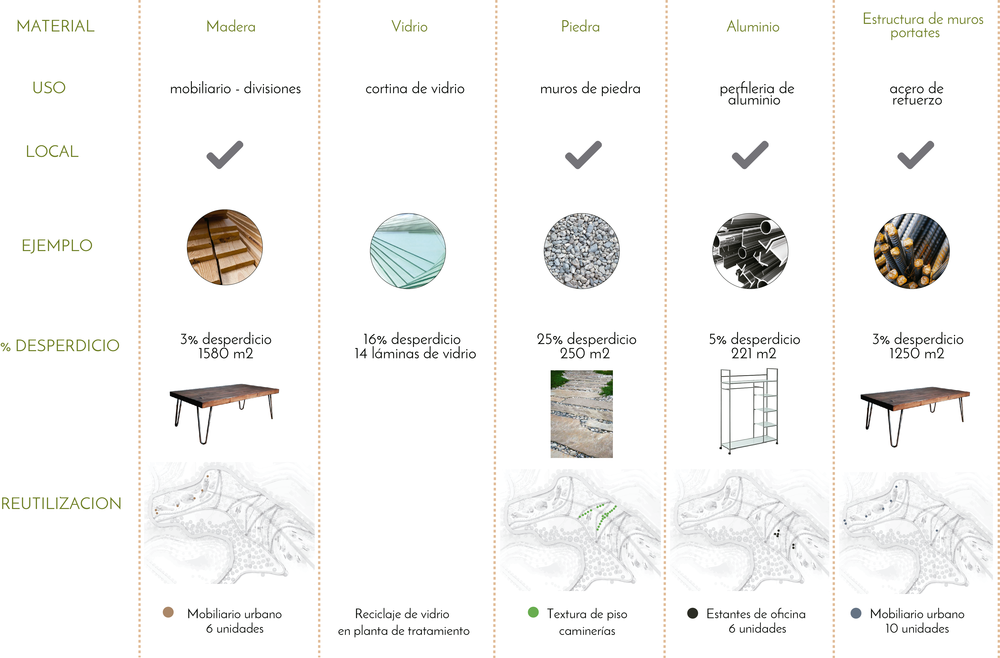 MATERIAL
Madera
Vidrio
Piedra
Aluminio
Estructura de muros
portates
USO
mobiliario - divisiones
cortina de vidrio
muros de piedra
perfileria de
aluminio
acero de
refuerzo
LOCAL
EJEMPLO
% DESPERDICIO
3% desperdicio
1580 m2
16% desperdicio
14 láminas de vidrio
25% desperdicio
250 m2
5% desperdicio
221 m2
3% desperdicio
1250 m2
REUTILIZACION
Mobiliario urbano
6 unidades
Reciclaje de vidrio
en planta de tratamiento
Textura de piso
caminerías
Estantes de oficina
6 unidades
Mobiliario urbano
10 unidades